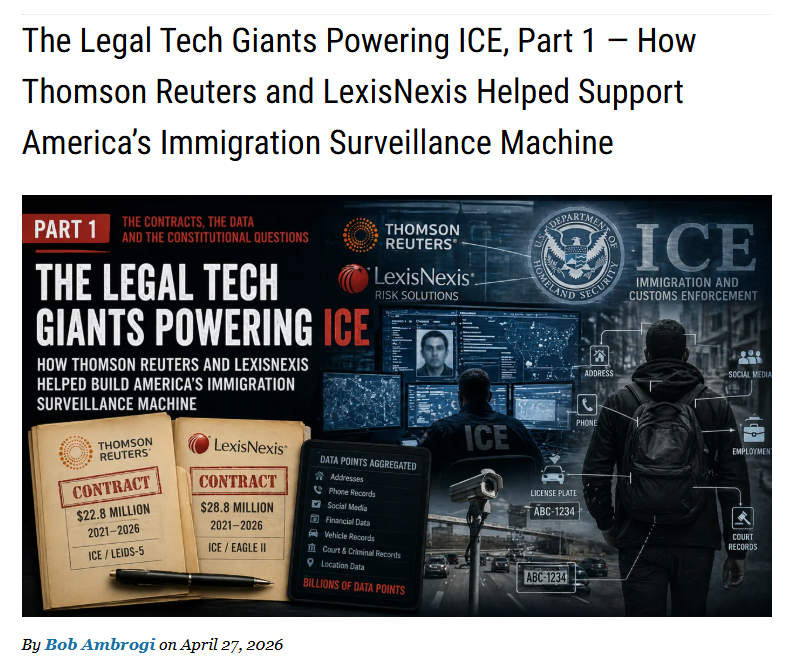 The Legal Tech Giants Powering ICE, Part 1 — How
Thomson Reuters and LexisNexis Helped Support
America’s Immigration Surveillance Machine
PART 1
THE CONTRACTS, THE DATA
AND THE CONSTITUTIONAL QUESTIONS
THE LEGAL TECH
GIANTS POWERING ICE
HOW THOMSON REUTERS AND LEXISNEXIS
HELPED BUILD AMERICA'S IMMIGRATION
SURVEILLANCE MACHINE
THOMSON
REUTERS®
LexisNexis®
RISK SOLUTIONS
U.S. DEPARTMENT OF
HOMELAND SECURITY
ICE
IMMIGRATION AND
CUSTOMS ENFORCEMENT
THOMSON
REUTERS®
CONTRACT
$22.8 MILLION
2021–2026
ICE / LEIDS-5
LexisNexis®
CONTRACT
$28.8 MILLION
2021–2026
ICE / EAGLE II
DATA POINTS AGGREGATED
Addresses
Phone Records
Social Media
Financial Data
Vehicle Records
Court & Criminal Records
Location Data
BILLIONS OF DATA POINTS
ICE
ADDRESS
PHONE
LICENSE PLATE
ABC-1234
ABC-1234
SOCIAL MEDIA
EMPLOYMEN
COURT
RECORDS
By Bob Ambrogi on April 27, 2026